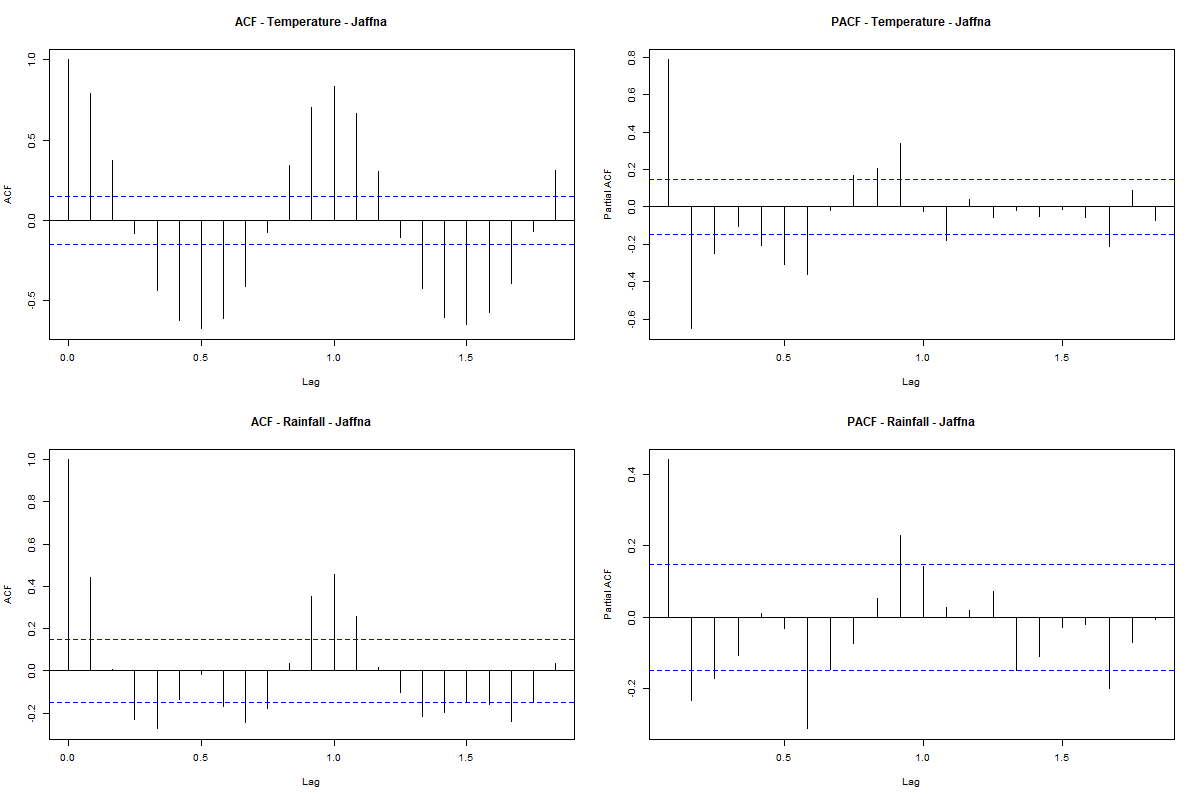 ACF - Temperature - Jaffna
ACF
1.0
0.5
0.0
-0.5
0.0 0.5 1.0 1.5
Lag
PACF - Temperature - Jaffna
Partial ACF
0.8
0.6
0.4
0.2
0.0
-0.2
-0.4
-0.6
0.5 1.0 1.5
Lag
ACF - Rainfall - Jaffna
ACF
1.0
0.8
0.6
0.4
0.2
0.0
-0.2
0.0 0.5 1.0 1.5
Lag
PACF - Rainfall - Jaffna
Partial ACF
0.4
0.2
0.0
-0.2
0.5 1.0 1.5
Lag